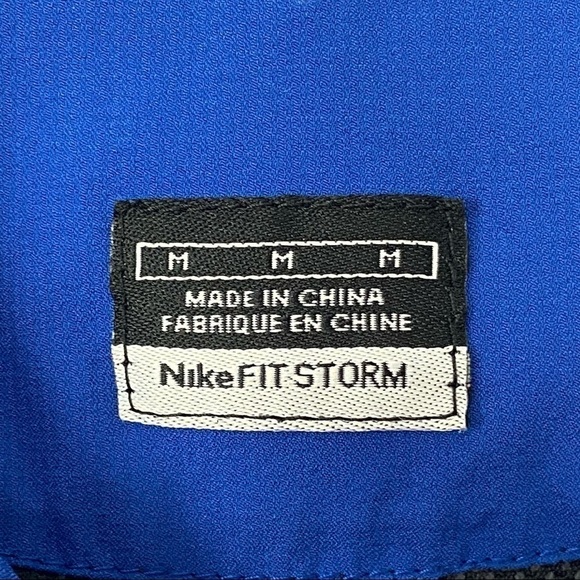 M M M
MADE IN CHINA
FABRIQUE EN CHINE
NikeFIT STORM